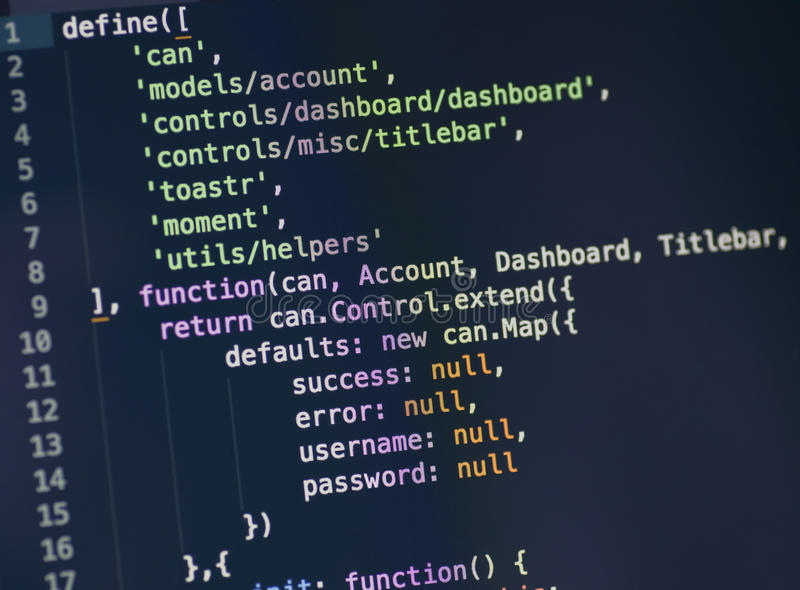 1 define([
2 'can',
3 'models/account',
4 'controls/dashboard/dashboard',
5 'controls/misc/titlebar',
6 'toastr',
7 'moment',
8 'utils/helpers'
9 ], function(can, Account, Dashboard, Titlebar,
10 return can.Control.extend({
11 defaults: new can.Map({
12 success: null,
13 error: null,
14 username: null,
15 password: null
16 })
17 },{
init: function() {
dreamstime